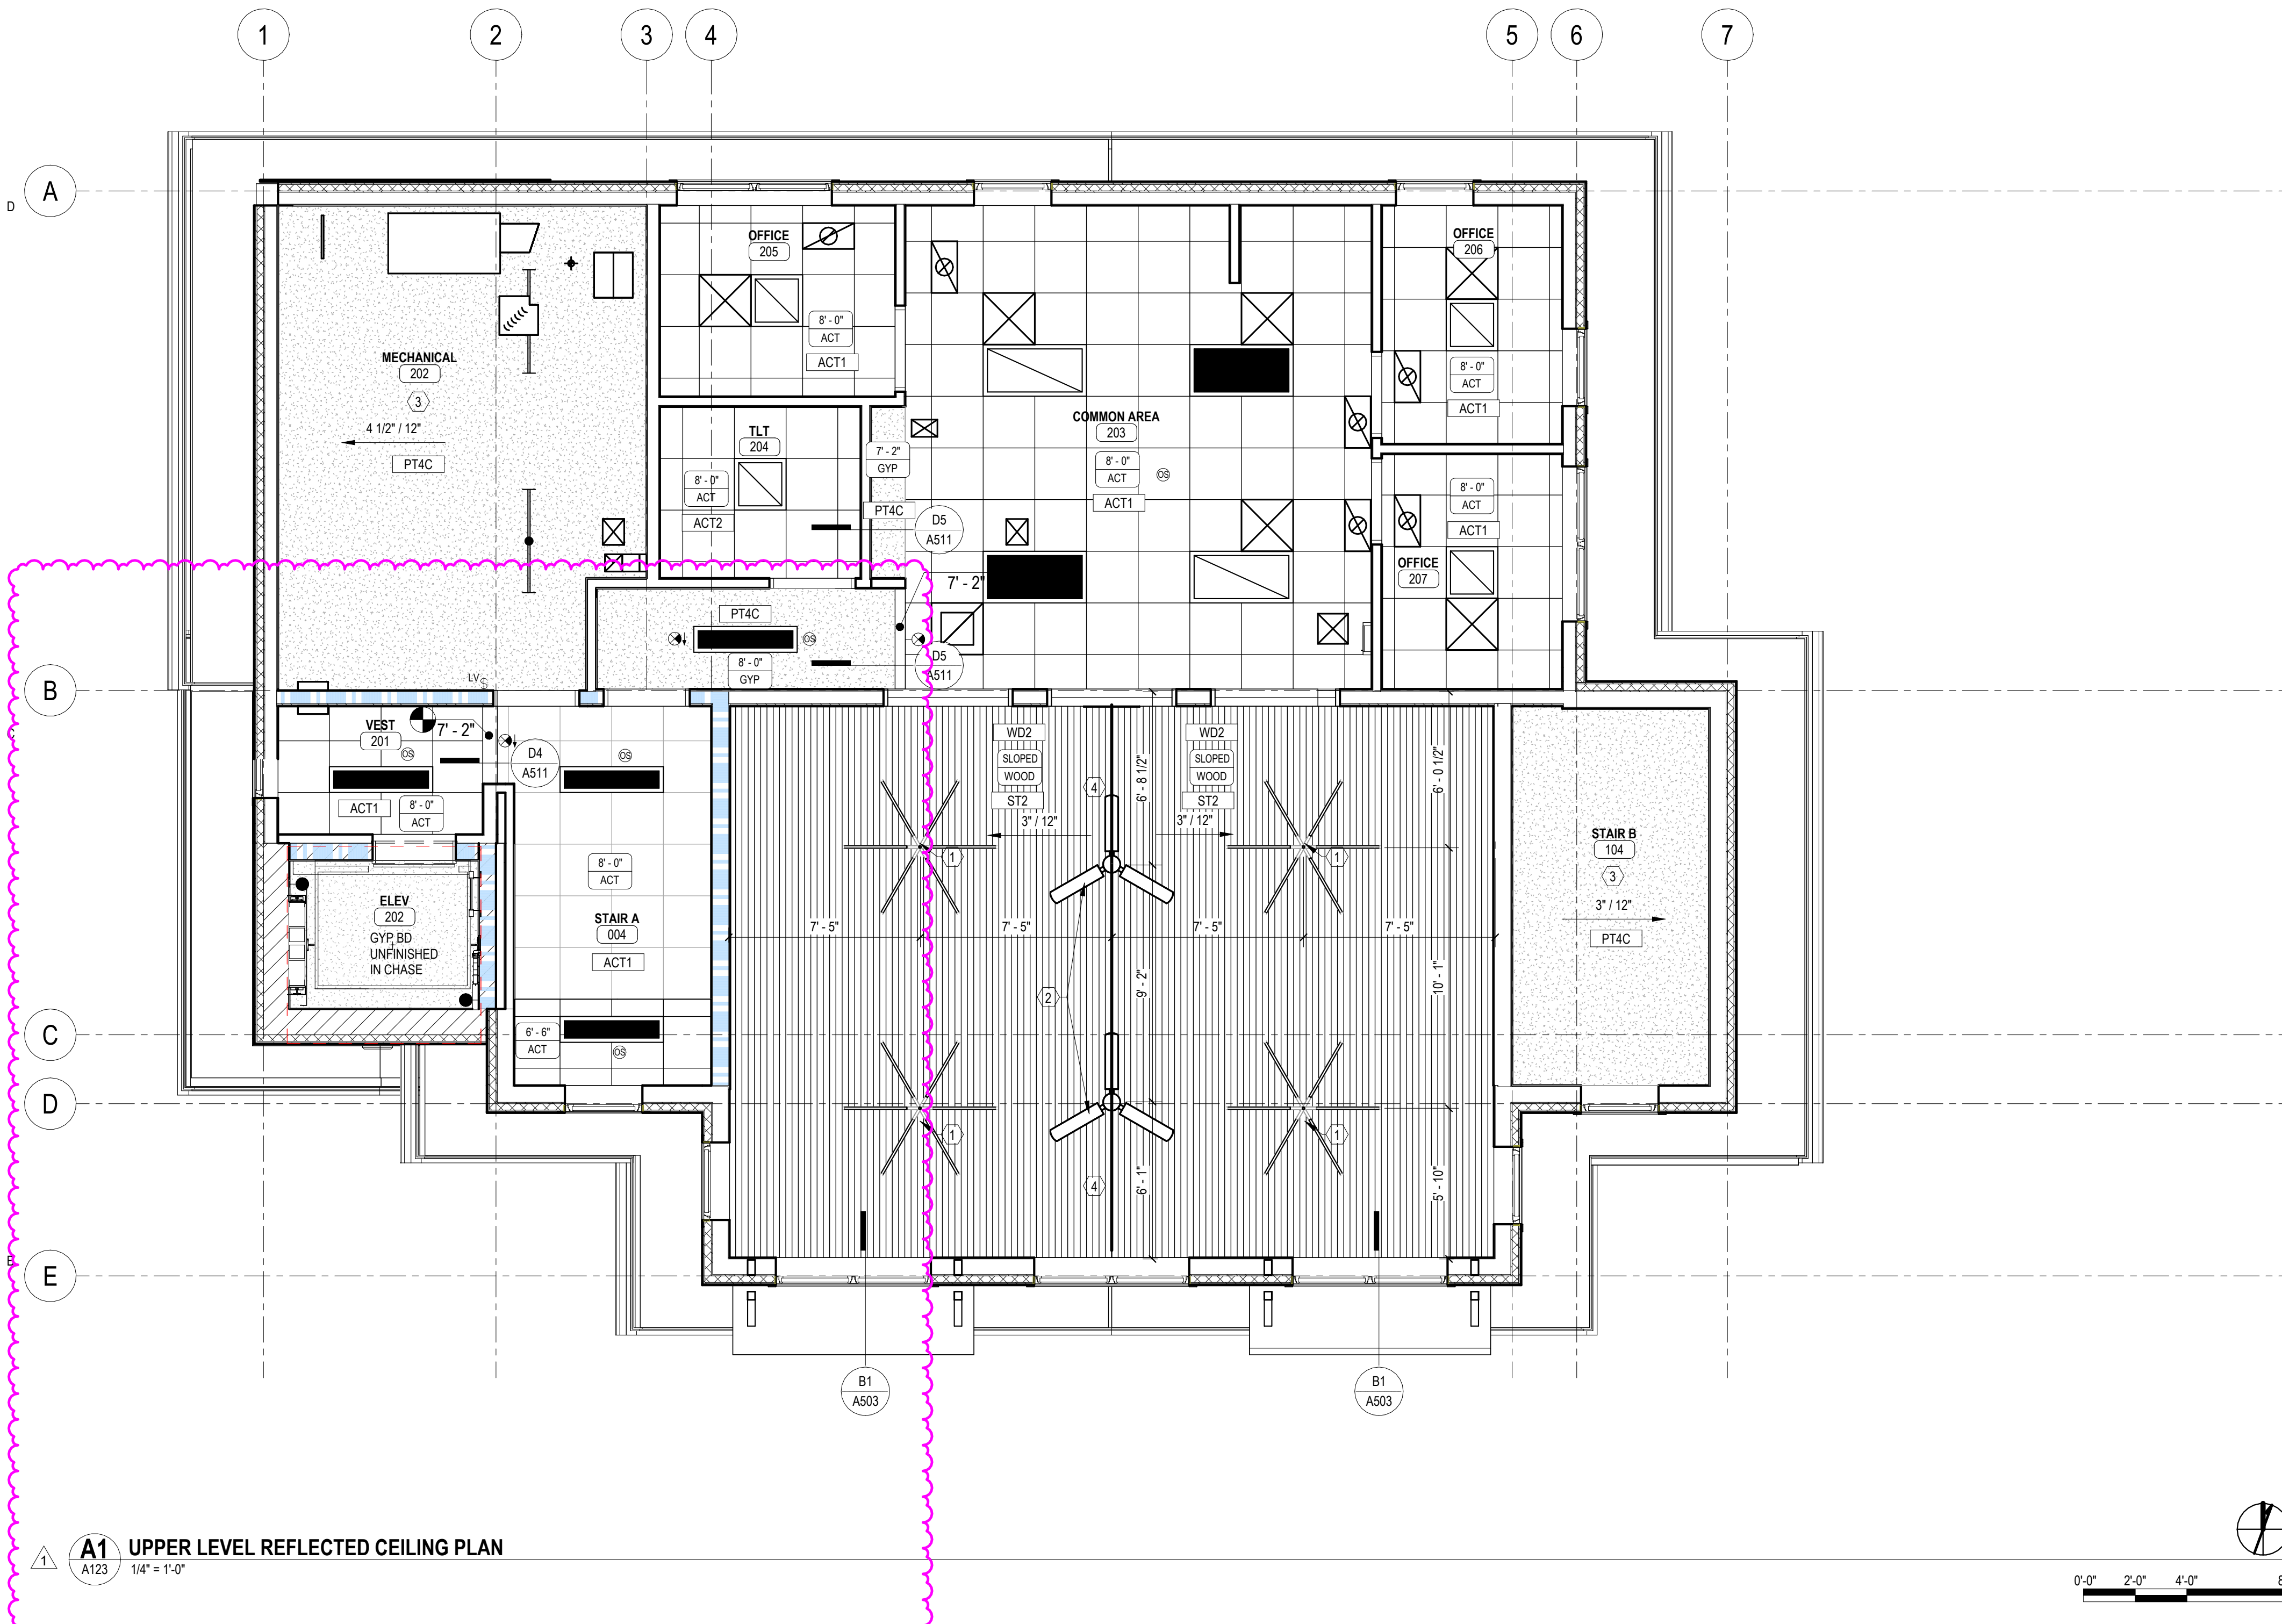 1
2
3
4
5
6
7
A
D
OFFICE
205
OFFICE
206
8' - 0"
ACT
ACT1
MECHANICAL
202
3
4 1/2" / 12"
PT4C
8' - 0"
ACT
ACT1
COMMON AREA
203
8' - 0"
ACT
OS
ACT1
TLT
204
8' - 0"
ACT
ACT2
7' - 2"
GYP
PT4C
D5
A511
8' - 0"
ACT
ACT1
OFFICE
207
7' - 2"
PT4C
OS
8' - 0"
GYP
D5
A511
B
LV
$
VEST
201
7' - 2"
OS
C
D4
A511
OS
ACT1
8' - 0"
ACT
WD2
SLOPED
WOOD
ST2
3" / 12"
4
6' - 8 1/2"
WD2
SLOPED
WOOD
ST2
3" / 12"
6' - 0 1/2"
1
1
STAIR B
104
3
3" / 12"
PT4C
8' - 0"
ACT
STAIR A
004
ACT1
ELEV
202
GYP BD
UNFINISHED
IN CHASE
7' - 5"
7' - 5"
7' - 5"
7' - 5"
2
9' - 2"
10' - 1"
C
6' - 6"
ACT
OS
D
1
1
4
6' - 1"
5' - 10"
B
E
B1
A503
B1
A503
1
A1
A123
UPPER LEVEL REFLECTED CEILING PLAN
1/4" = 1'-0"
0'-0"
2'-0"
4'-0"
8